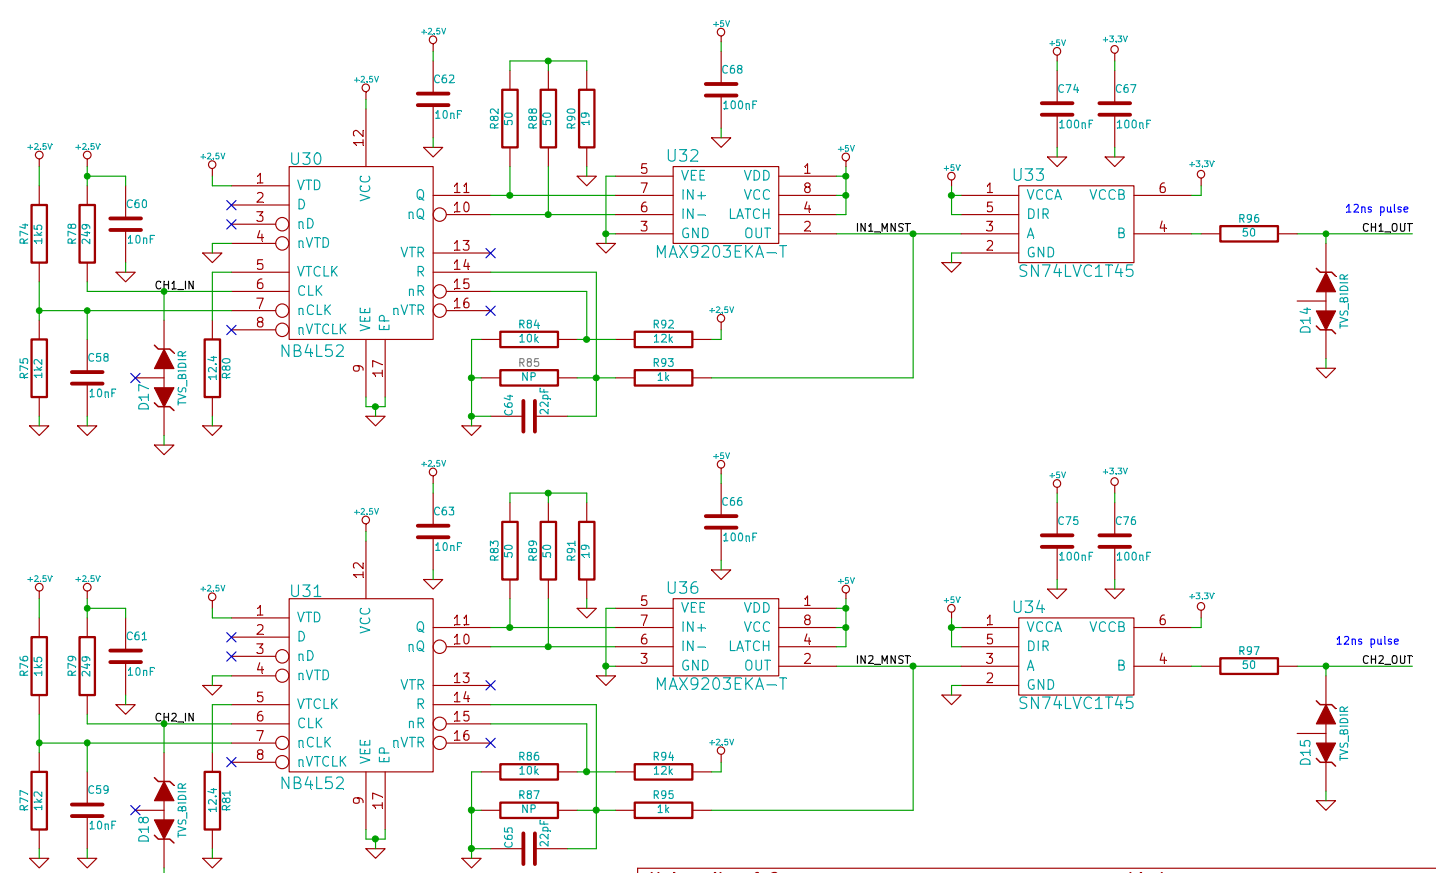 +2.5V
C62
10nF
+2.5V
12
R82
50
R88
50
R90
19
+5V
C68
100nF
+5V
C74
100nF
+3.3V
C67
100nF
+2.5V
R74
1k5
+2.5V
R78
249
C60
10nF
+2.5V
U30
1 VTD
2 D
3 nD
4 nVTD
5 VTCLK
6 CLK
7 nCLK
8 nVTCLK
VCC
Q 11
nQ 10
VTR 13
R 14
nR 15
nVTR 16
VEE
EP
9
17
NB4L52
CH1_IN
R75
1k2
C58
10nF
D17
TVS_BIDIR
12.4
R80
U32
5 VEE
7 IN+
6 IN-
3 GND
VDD 1
VCC 8
LATCH 4
OUT 2
MAX9203EKA-T
+5V
IN1_MNST
+5V
U33
1 VCCA
5 DIR
3 A
2 GND
VCCB 6
B 4
SN74LVC1T45
+3.3V
R96
50
12ns pulse
CH1_OUT
D14
TVS_BIDIR
R84
10k
R92
12k
+2.5V
R85
NP
R93
1k
C64
22pF
+2.5V
C63
10nF
+2.5V
12
R83
50
R89
50
R91
19
+5V
C66
100nF
+5V
C75
100nF
+3.3V
C76
100nF
+2.5V
R76
1k5
+2.5V
R79
249
C61
10nF
+2.5V
U31
1 VTD
2 D
3 nD
4 nVTD
5 VTCLK
6 CLK
7 nCLK
8 nVTCLK
VCC
Q 11
nQ 10
VTR 13
R 14
nR 15
nVTR 16
VEE
EP
9
17
NB4L52
CH2_IN
R77
1k2
C59
10nF
D18
TVS_BIDIR
12.4
R81
U36
5 VEE
7 IN+
6 IN-
3 GND
VDD 1
VCC 8
LATCH 4
OUT 2
MAX9203EKA-T
+5V
IN2_MNST
+5V
U34
1 VCCA
5 DIR
3 A
2 GND
VCCB 6
B 4
SN74LVC1T45
+3.3V
R97
50
12ns pulse
CH2_OUT
D15
TVS_BIDIR
R86
10k
R94
12k
+2.5V
R87
NP
R95
1k
C65
22pF